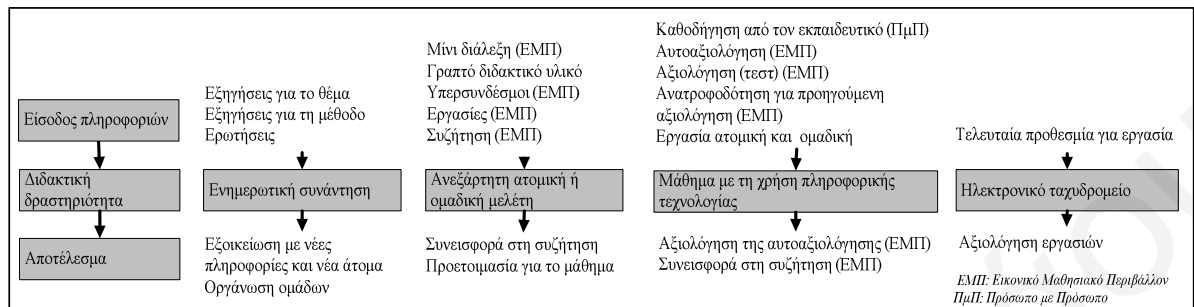 Είσοδος πληροφοριών
Διδακτική
δραστηριότητα
Αποτέλεσμα
Εξηγήσεις για το θέμα
Εξηγήσεις για τη μέθοδο
Ερωτήσεις
Ενημερωτική συνάντηση
Εξοικείωση με νέες
πληροφορίες και νέα άτομα
Οργάνωση ομάδων
Μίνι διάλεξη (ΕΜΠ)
Γραπτό διδακτικό υλικό
Υπερσυνδέσμοι (ΕΜΠ)
Εργασίες (ΕΜΠ)
Συζήτηση (ΕΜΠ)
Ανεξάρτητη ατομική ή
ομαδική μελέτη
Συνεισφορά στη συζήτηση
Προετοιμασία για το μάθημα
Καθοδήγηση από τον εκπαιδευτικό (ΠμΠ)
Αυτοαξιολόγηση (ΕΜΠ)
Αξιολόγηση (τεστ) (ΕΜΠ)
Ανατροφοδότηση για προηγούμενη
αξιολόγηση (ΕΜΠ)
Εργασία ατομική και ομαδική
Μάθημα με τη χρήση πληροφορικής
τεχνολογίας
Αξιολόγηση της αυτοαξιολόγησης (ΕΜΠ)
Συνεισφορά στη συζήτηση (ΕΜΠ)
Τελευταία προθεσμία για εργασία
Ηλεκτρονικό ταχυδρομείο
Αξιολόγηση εργασιών
ΕΜΠ: Εικονικό Μαθησιακό Περιβάλλον
ΠμΠ: Πρόσωπο με Πρόσωπο